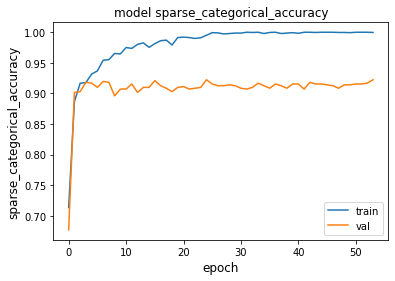 model sparse_categorical_accuracy
sparse_categorical_accuracy
1.00
0.95
0.90
0.85
0.80
0.75
0.70
0 10 20 30 40 50
epoch
train
val